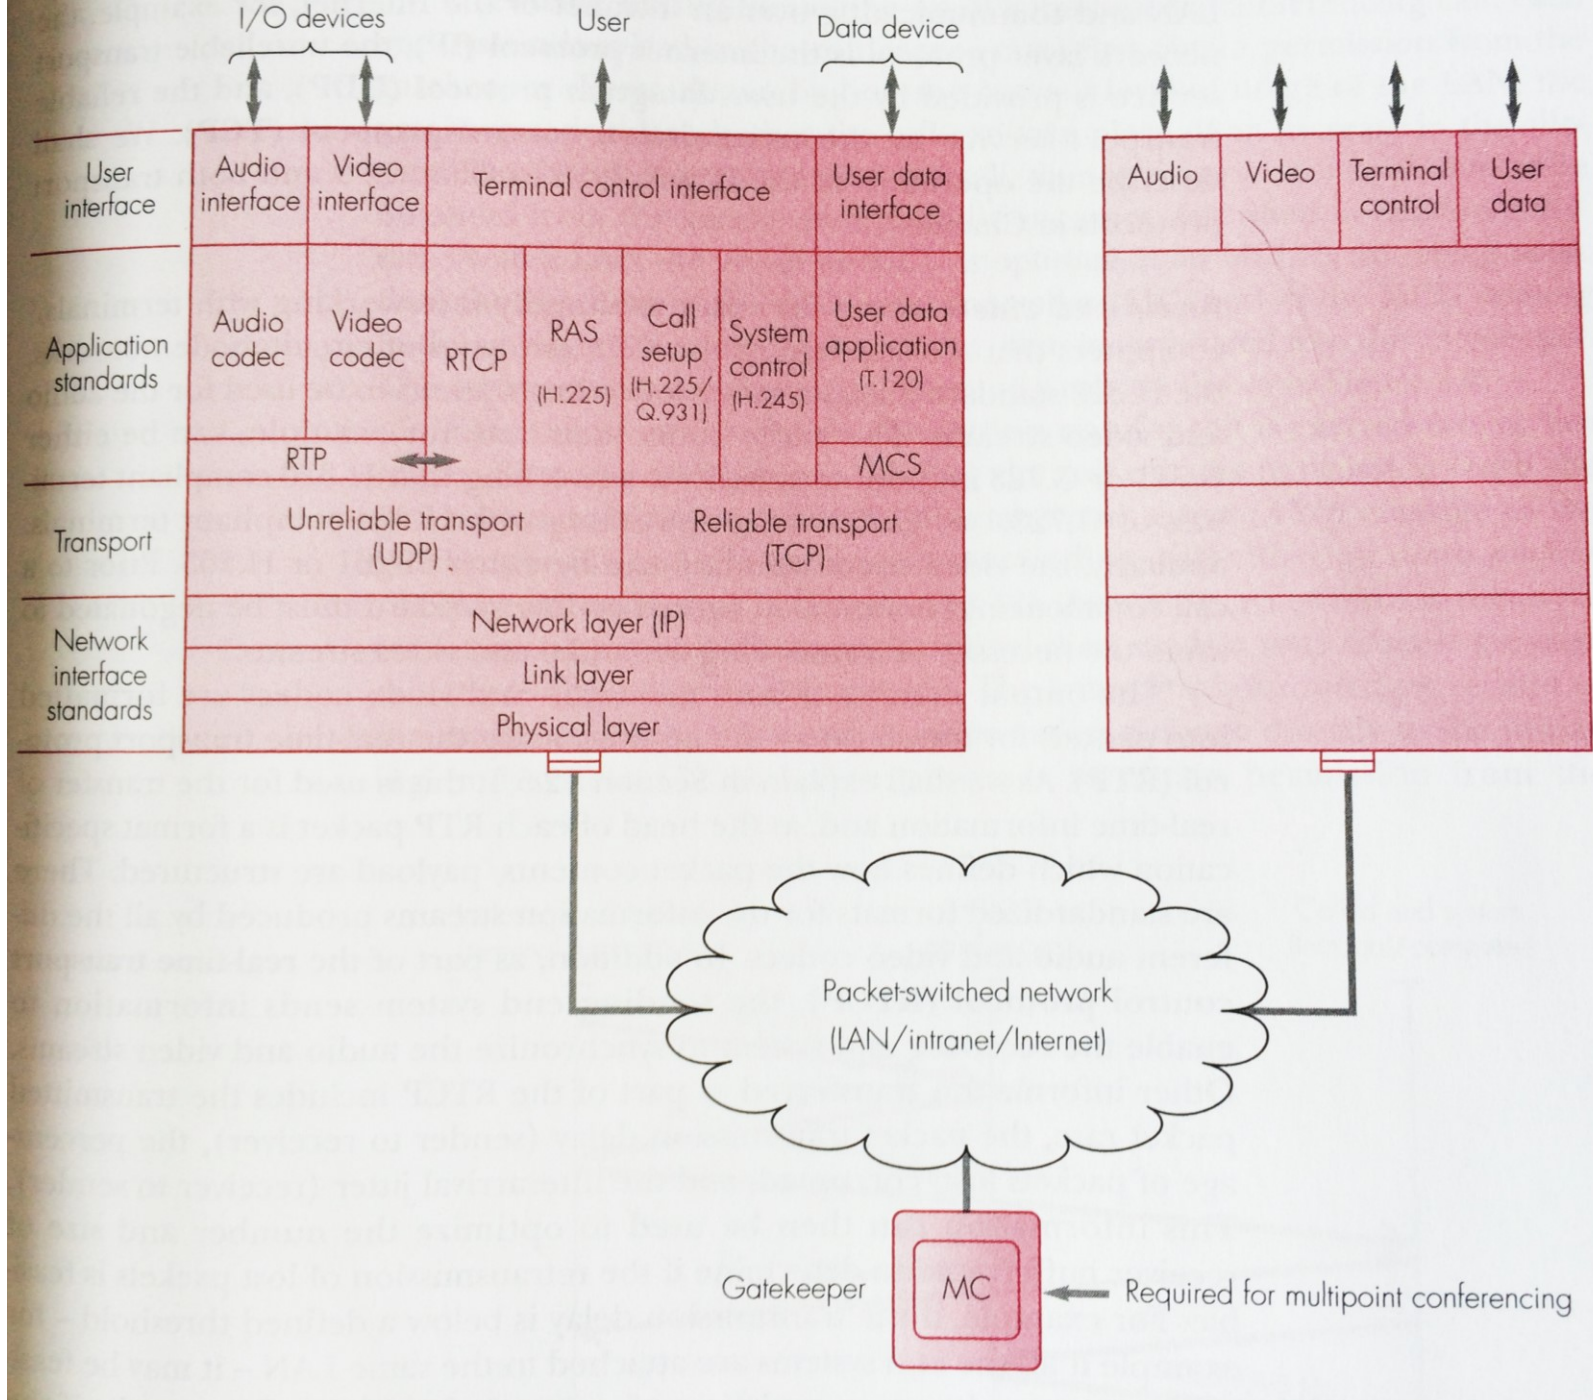 I/O devices
User
Data device
User
interface
Audio
interface
Video
interface
Terminal control interface
User data
interface
Audio
Video
Terminal
control
User
data
Application
standards
Audio
codec
Video
codec
RTCP
RAS
(H.225)
Call
setup
(H.225/
Q.931)
System
control
(H.245)
User data
application
(T.120)
RTP
MCS
Transport
Unreliable transport
(UDP)
Reliable transport
(TCP)
Network
interface
standards
Network layer (IP)
Link layer
Physical layer
Packet-switched network
(LAN/intranet/Internet)
Gatekeeper
MC
Required for multipoint conferencing